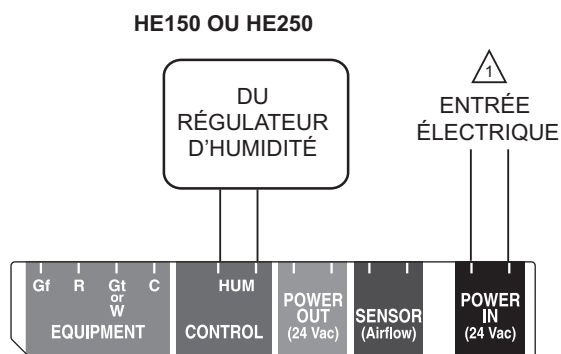 HE150 OU HE250
DU
RÉGULATEUR
D'HUMIDITÉ
1
ENTRÉE
ÉLECTRIQUE
Gf R Gt or W C
EQUIPMENT
HUM
CONTROL
POWER
OUT
(24 Vac)
SENSOR
(Airflow)
POWER
IN
(24 Vac)